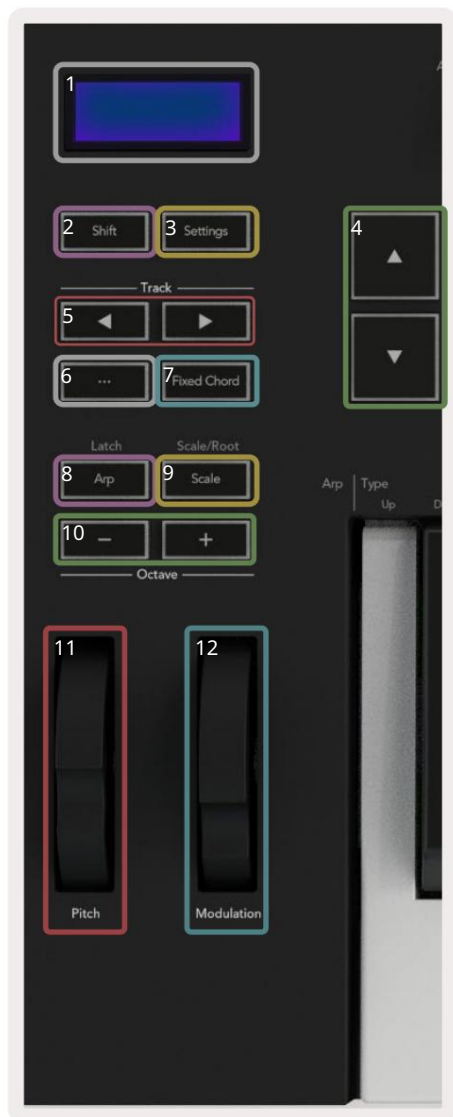 1
2 Shift
3 Settings
4 ▲
▼
Track
5 ◀ ▶
6 ...
7 Fixed Chord
Latch
Scale/Root
8 Arp
9 Scale
10 − +
Octave
Arp | Type
Up D
11
12
Pitch
Modulation
A